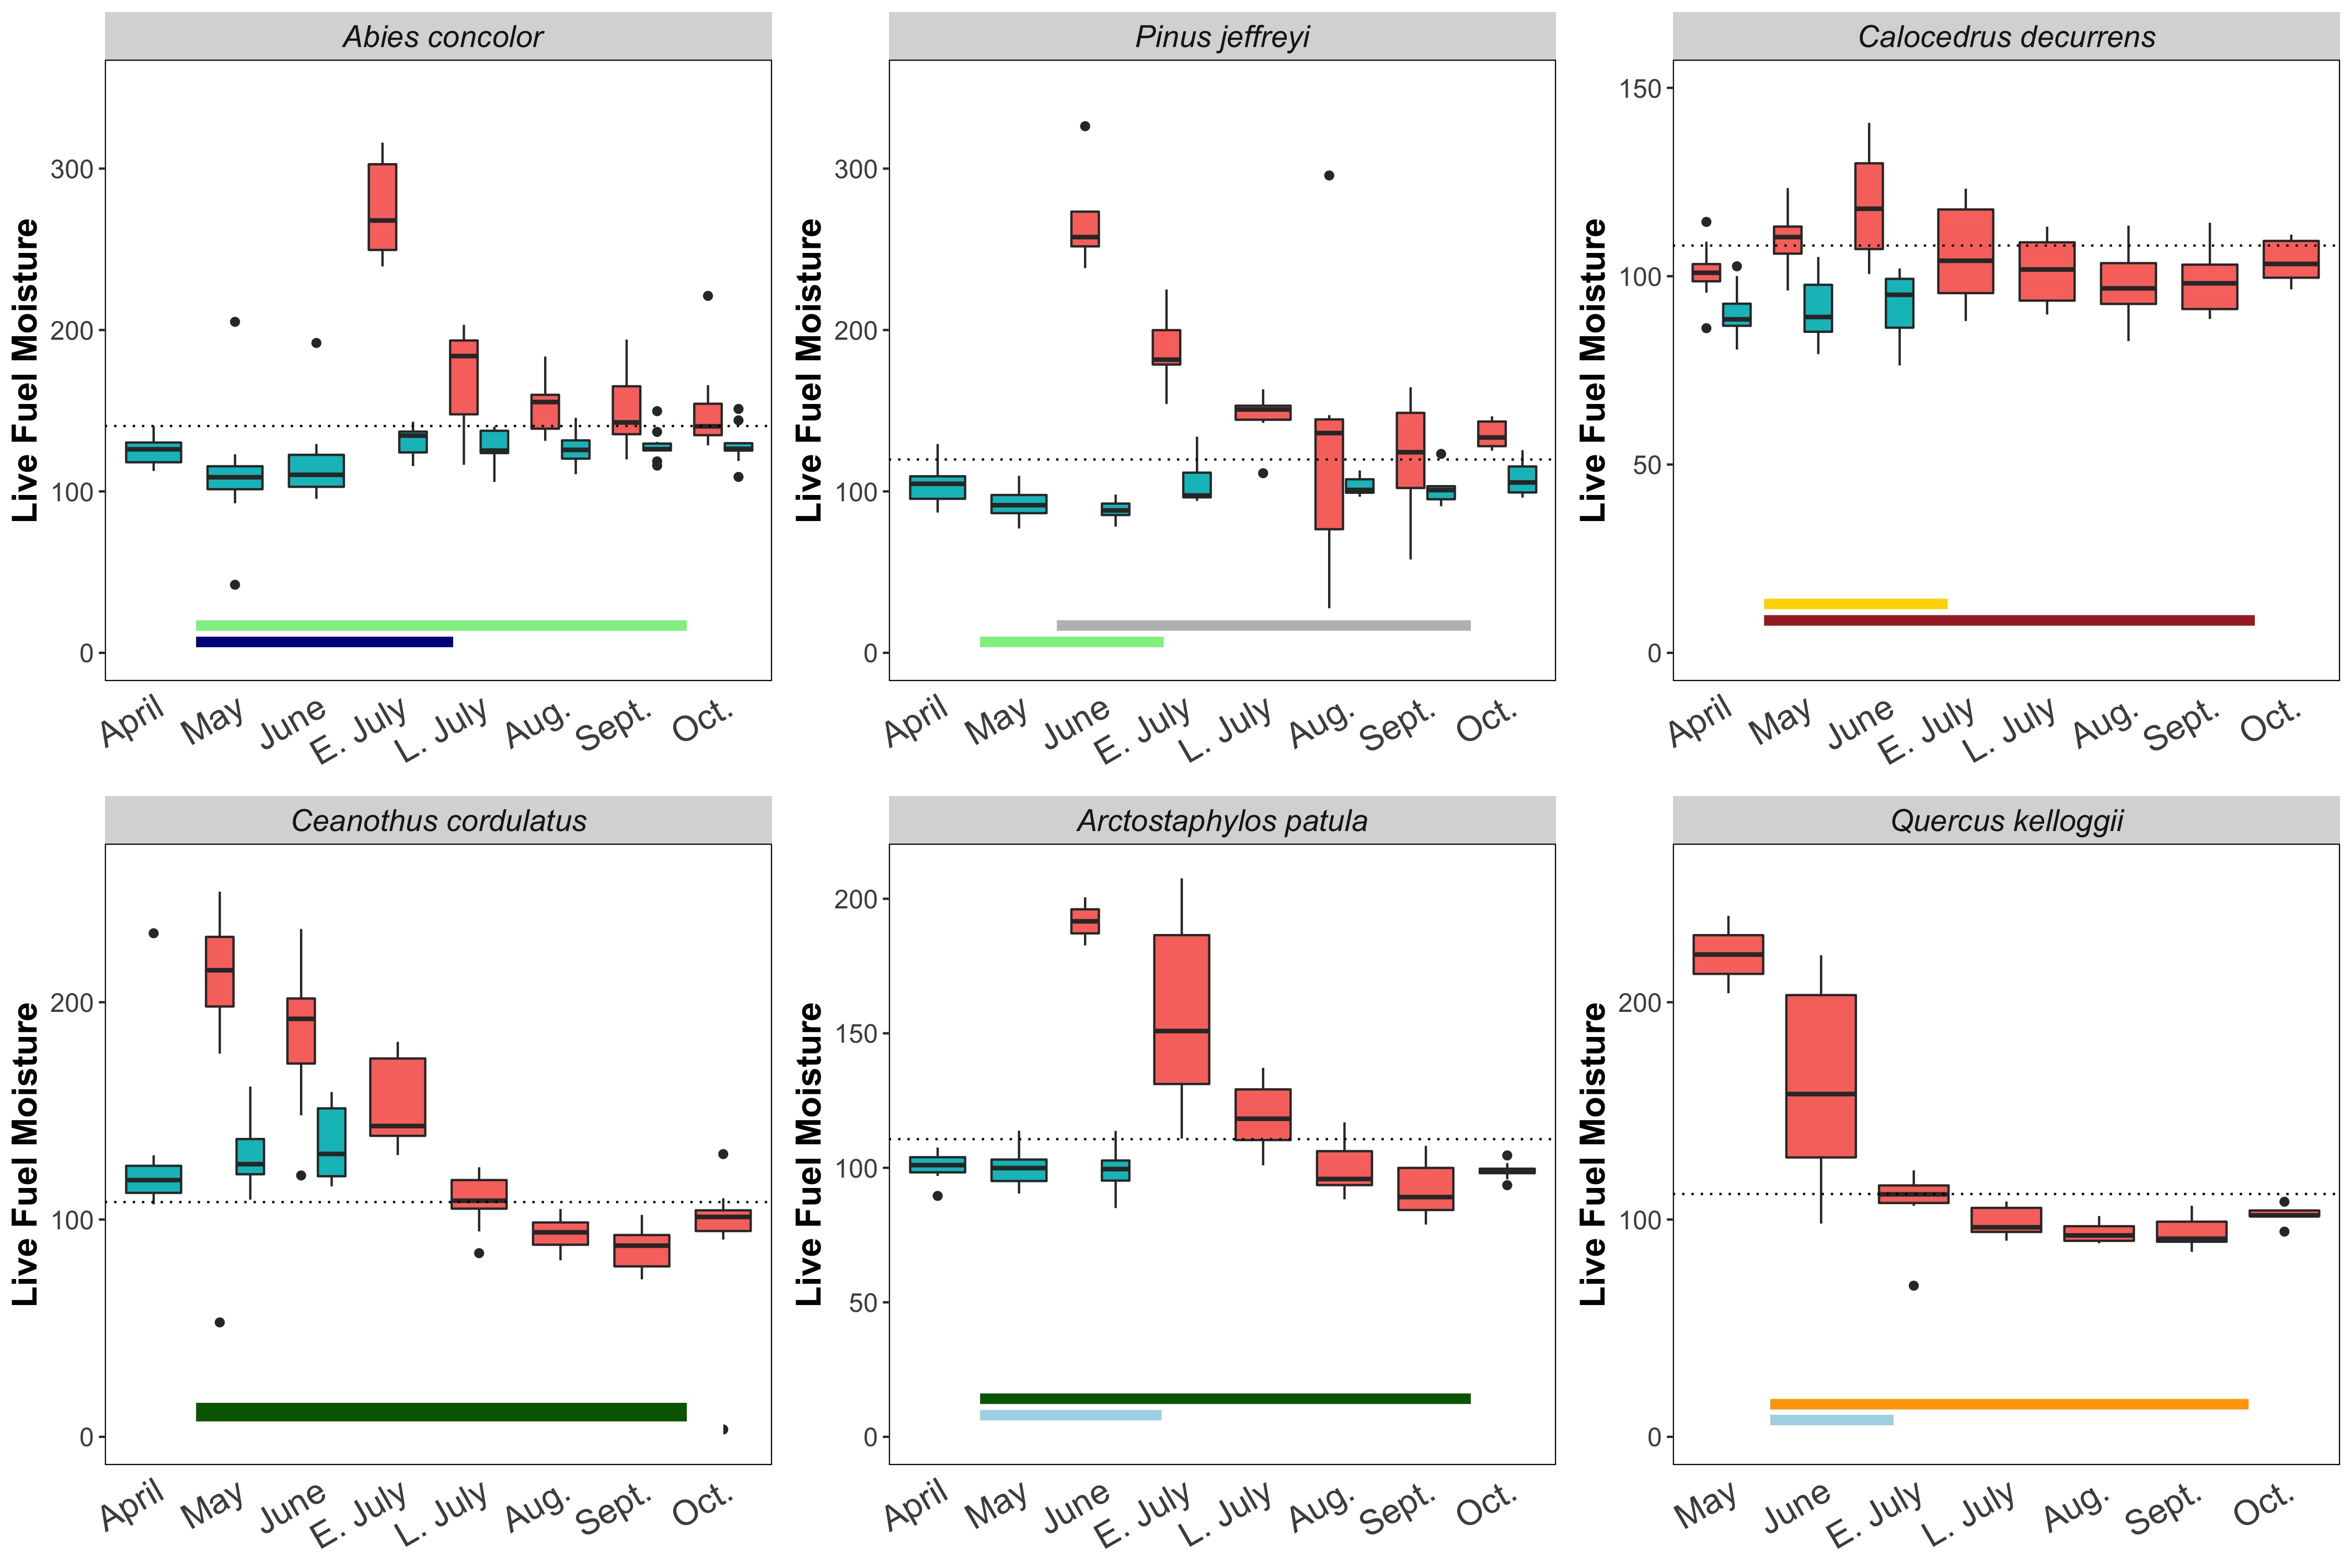 Abies concolor
Live Fuel Moisture
300
200
100
0
April May June E. July L. July Aug. Sept. Oct.
Pinus jeffreyi
Live Fuel Moisture
300
200
100
0
April May June E. July L. July Aug. Sept. Oct.
Calocedrus decurrens
Live Fuel Moisture
150
100
50
0
April May June E. July L. July Aug. Sept. Oct.
Ceanothus cordulatus
Live Fuel Moisture
200
100
0
April May June E. July L. July Aug. Sept. Oct.
Arctostaphylos patula
Live Fuel Moisture
200
150
100
50
0
April May June E. July L. July Aug. Sept. Oct.
Quercus kelloggii
Live Fuel Moisture
200
100
0
May June E. July L. July Aug. Sept. Oct.